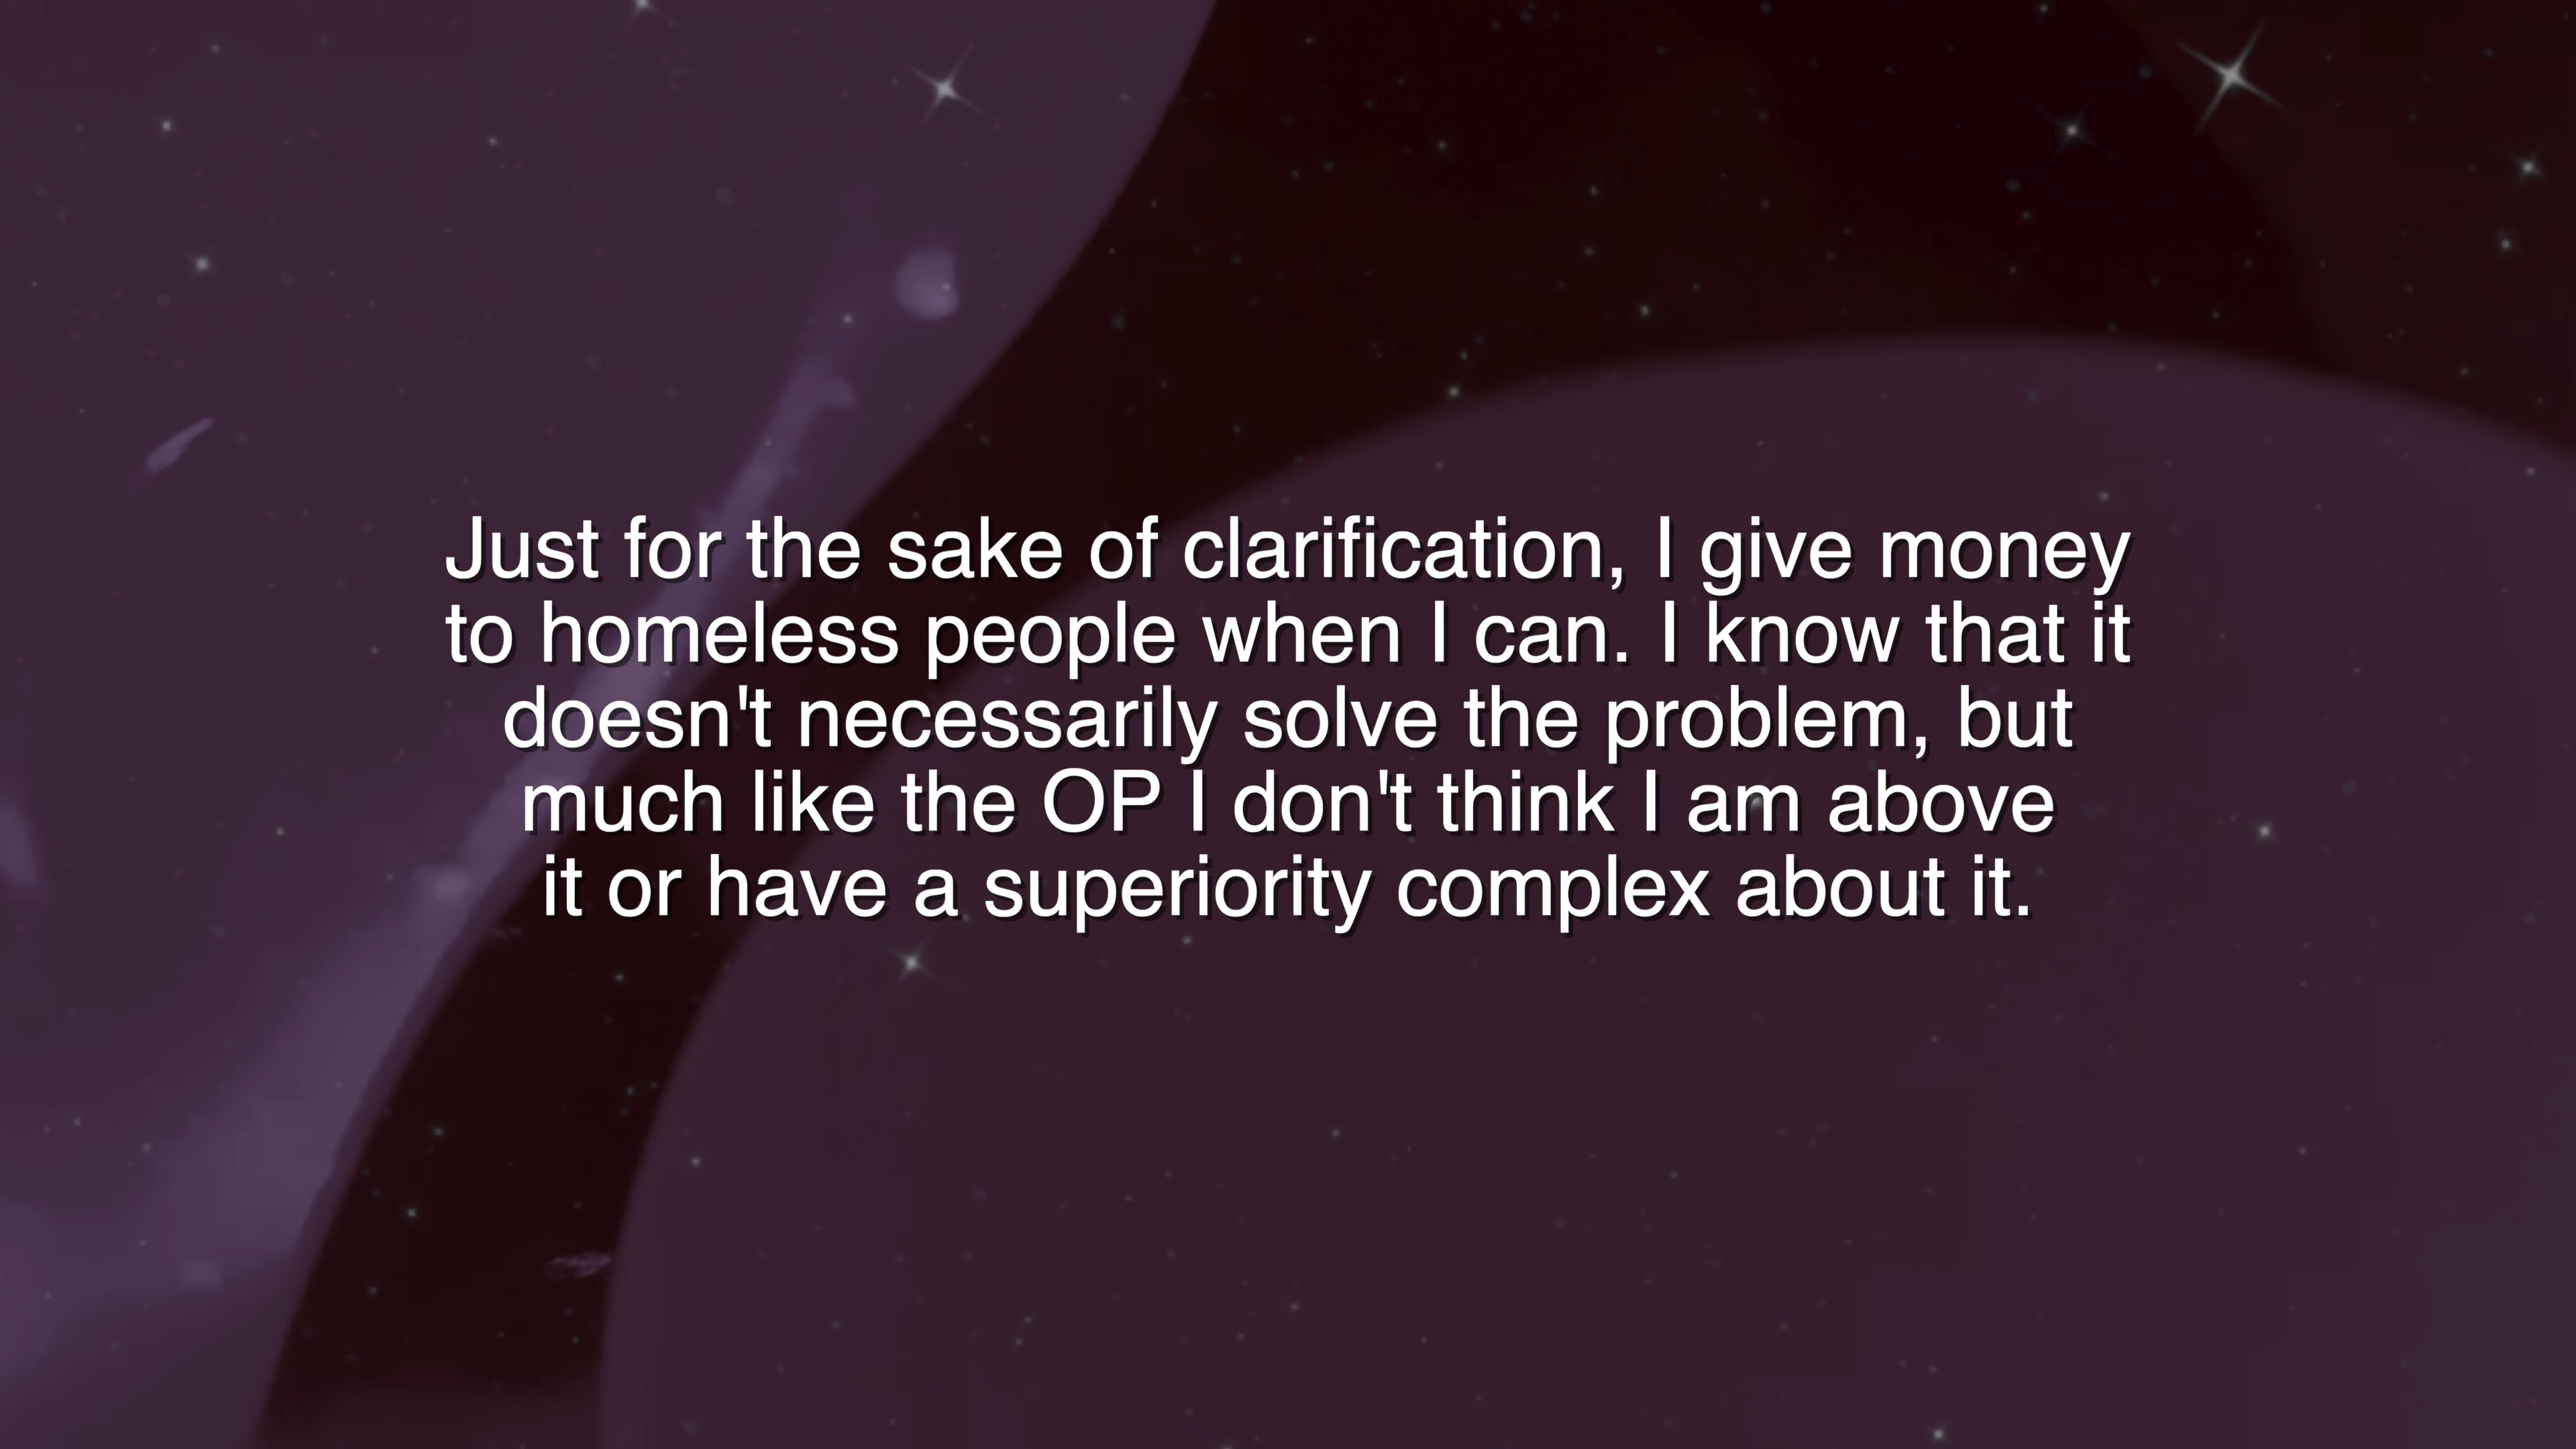 Just for the sake of clarification, I give money
to homeless people when I can. I know that it
doesn't necessarily solve the problem, but
much like the OP I don't think I am above
it or have a superiority complex about it.